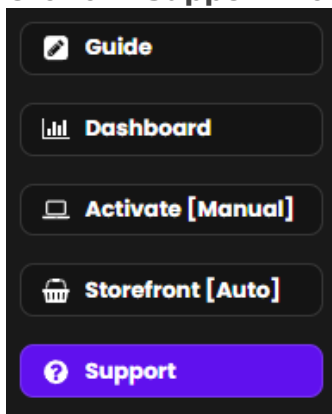 Guide
Dashboard
Activate [Manual]
Storefront [Auto]
Support